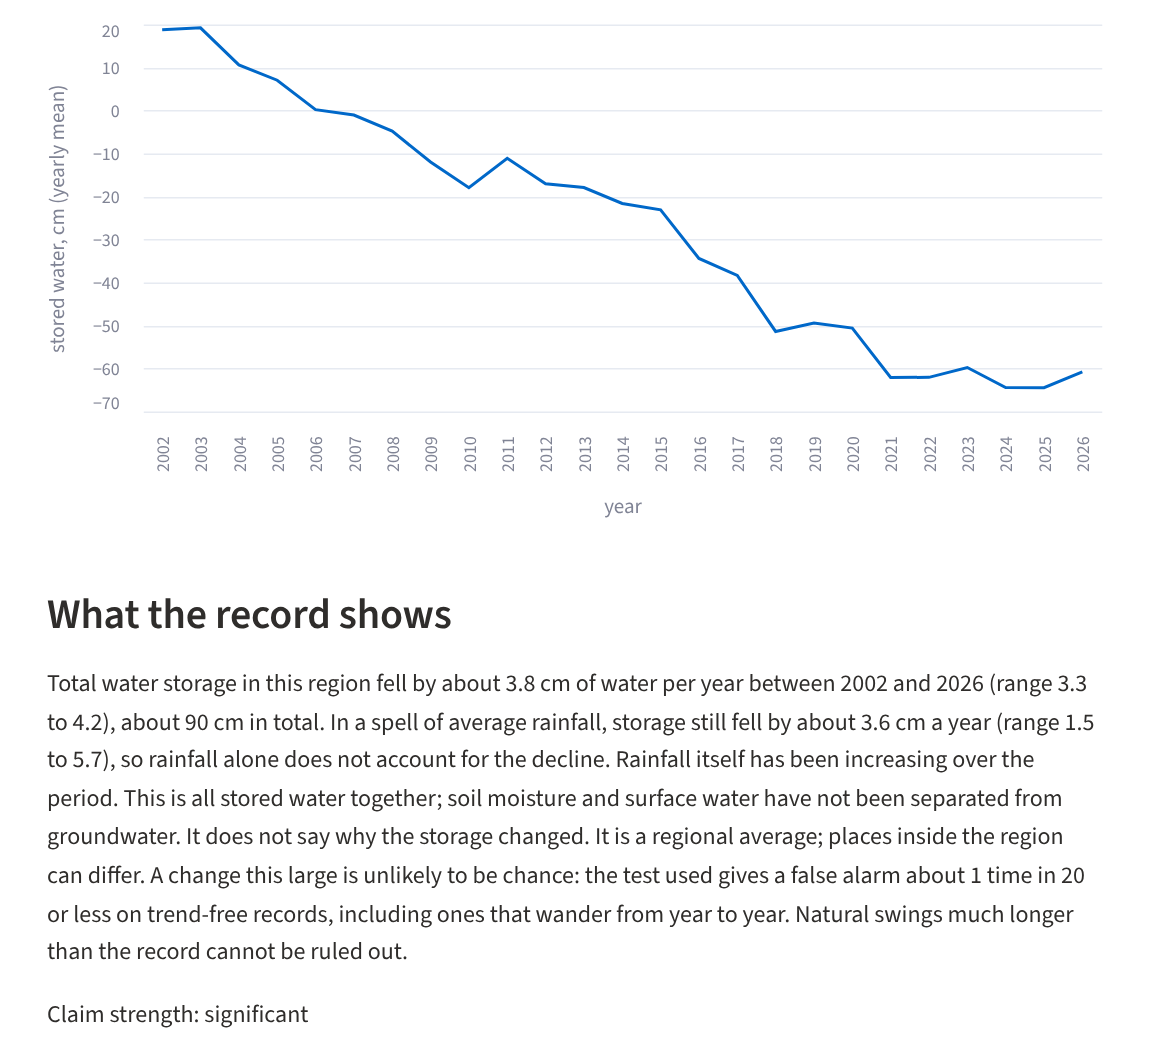 20
10
0
−10
−20
−30
−40
−50
−60
−70
stored water, cm (yearly mean)
2002
2003
2004
2005
2006
2007
2008
2009
2010
2011
2012
2013
2014
2015
2016
2017
2018
2019
2020
2021
2022
2023
2024
2025
2026
year
What the record shows
Total water storage in this region fell by about 3.8 cm of water per year between 2002 and 2026 (range 3.3
to 4.2), about 90 cm in total. In a spell of average rainfall, storage still fell by about 3.6 cm a year (range 1.5
to 5.7), so rainfall alone does not account for the decline. Rainfall itself has been increasing over the
period. This is all stored water together; soil moisture and surface water have not been separated from
groundwater. It does not say why the storage changed. It is a regional average; places inside the region
can differ. A change this large is unlikely to be chance: the test used gives a false alarm about 1 time in 20
or less on trend-free records, including ones that wander from year to year. Natural swings much longer
than the record cannot be ruled out.
Claim strength: significant